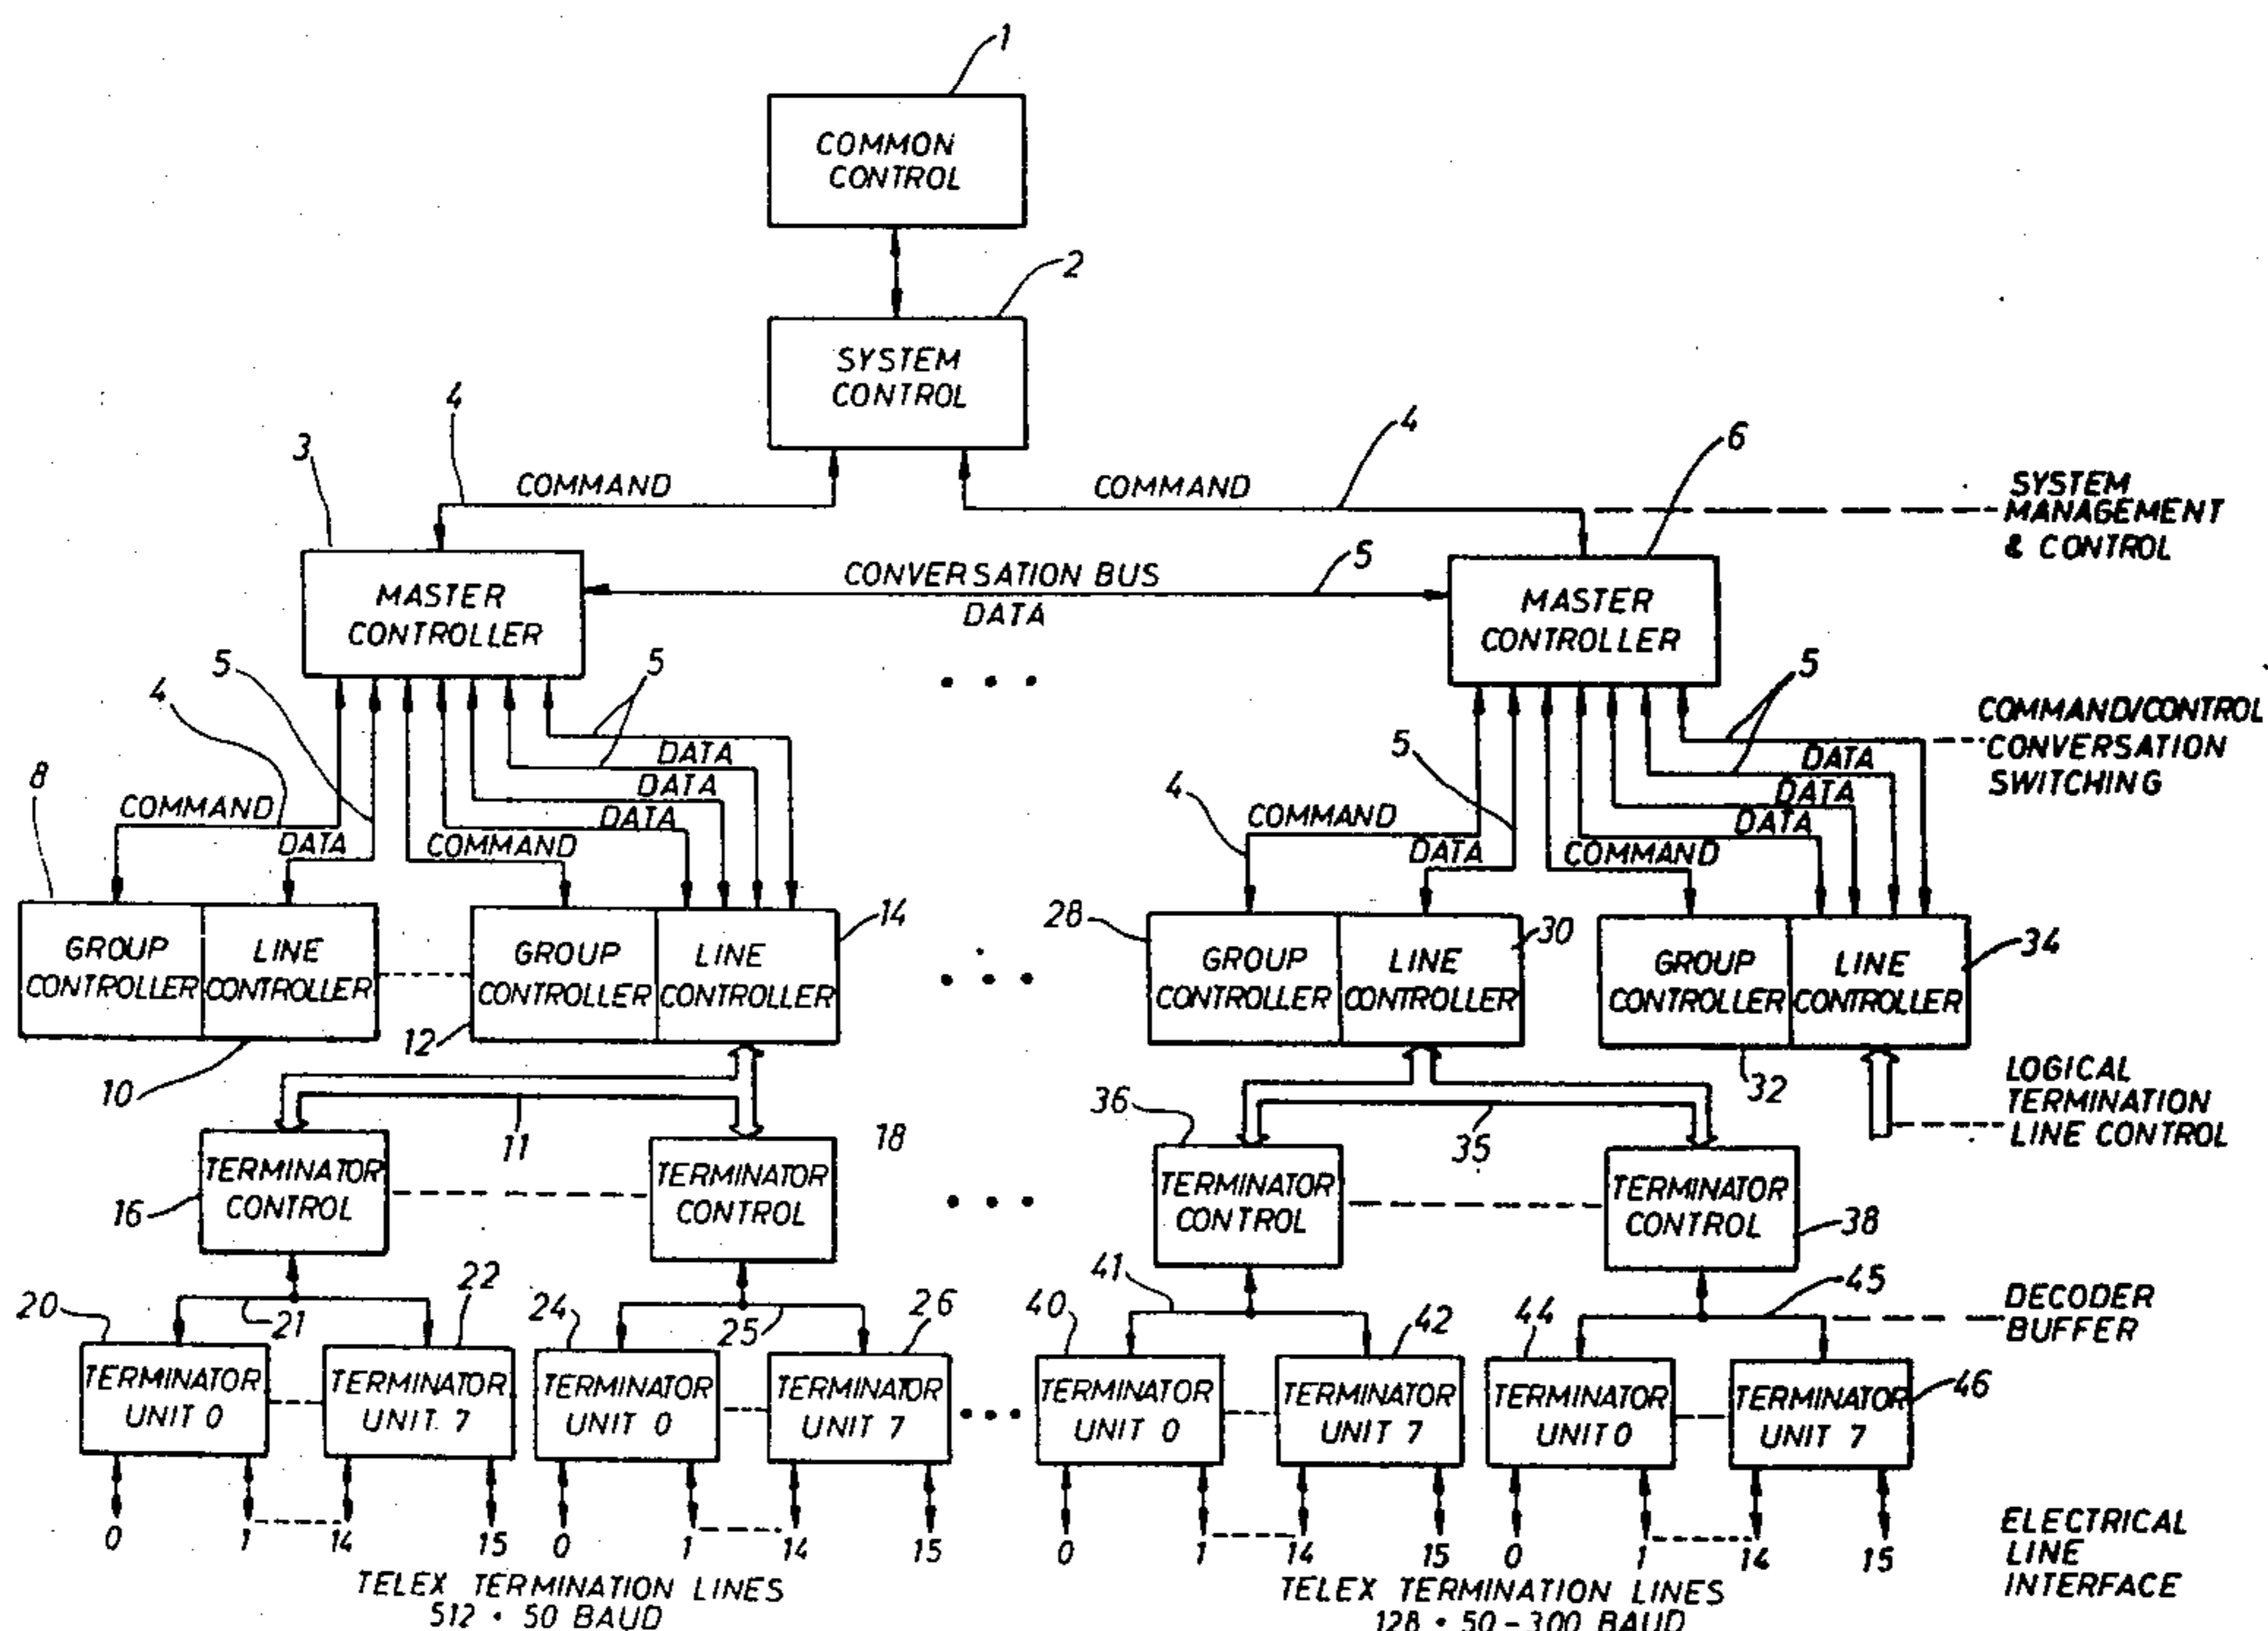 1
COMMON
CONTROL
2
SYSTEM
CONTROL
4
4
3
6
COMMAND
COMMAND
SYSTEM
MANAGEMENT
& CONTROL
MASTER
CONTROLLER
CONVERSATION BUS
DATA
5
MASTER
CONTROLLER
4
5
5
5
5
COMMAND/CONTROL
CONVERSATION
SWITCHING
8
COMMAND
DATA
COMMAND
DATA
DATA
DATA
4
COMMAND
DATA
COMMAND
DATA
DATA
DATA
GROUP
CONTROLLER
LINE
CONTROLLER
GROUP
CONTROLLER
LINE
CONTROLLER
14
28
GROUP
CONTROLLER
LINE
CONTROLLER
30
GROUP
CONTROLLER
LINE
CONTROLLER
34
10
12
11
32
35
LOGICAL
TERMINATION
LINE CONTROL
16
TERMINATOR
CONTROL
TERMINATOR
CONTROL
18
36
TERMINATOR
CONTROL
TERMINATOR
CONTROL
38
20
21
22
24
25
26
40
41
42
44
45
DECODER
BUFFER
TERMINATOR
UNIT 0
TERMINATOR
UNIT 7
TERMINATOR
UNIT 0
TERMINATOR
UNIT 7
TERMINATOR
UNIT 0
TERMINATOR
UNIT 7
TERMINATOR
UNIT 0
TERMINATOR
UNIT 7
46
0 1 14 15 0 1 14 15 0 1 14 15 0 1 14 15
ELECTRICAL
LINE
INTERFACE
TELEX TERMINATION LINES
512 • 50 BAUD
TELEX TERMINATION LINES
128 • 50-300 BAUD